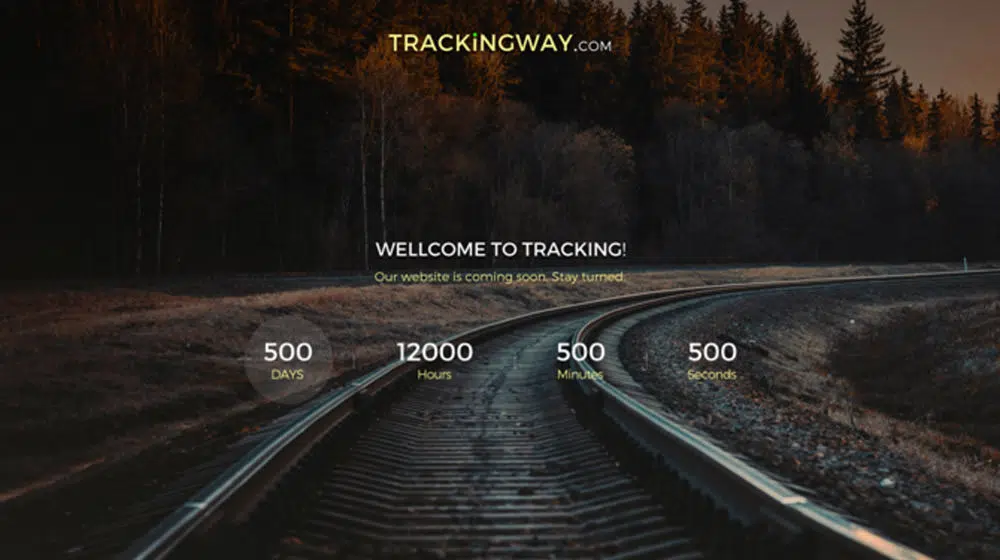 TRACKiNGWAY.COM
WELLCOME TO TRACKING!
Our website is coming soon. Stay turned.
500 12000 500 500
DAYS Hours Minutes Seconds